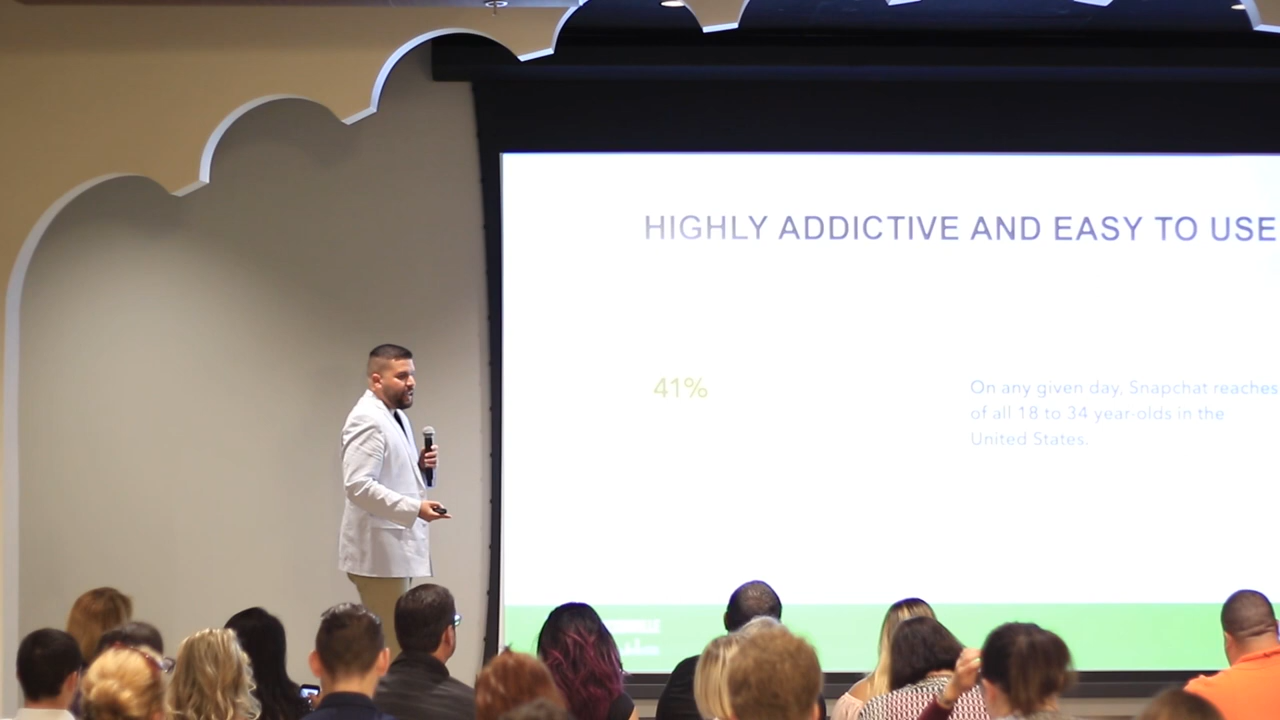 HIGHLY ADDICTIVE AND EASY TO USE
41%
On any given day, Snapchat reaches
of all 18 to 34 year-olds in the
United States.